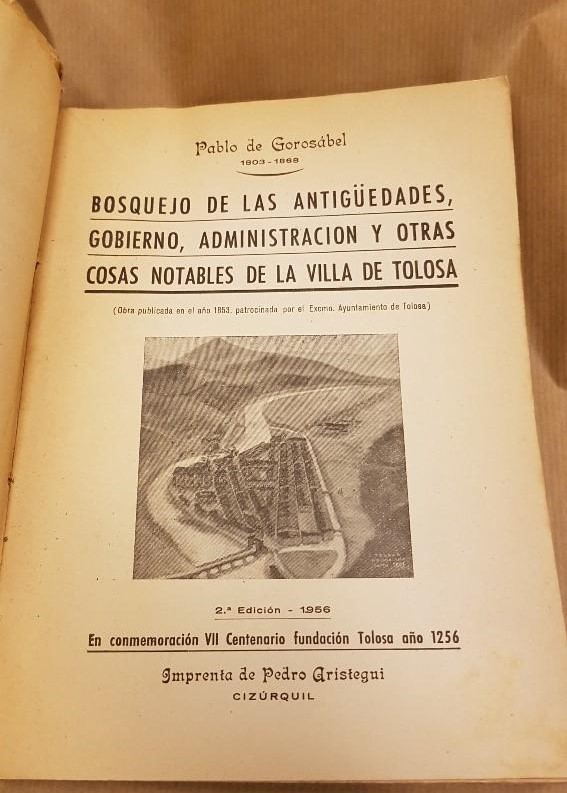 Pablo de Gorosábel
1803 - 1868
BOSQUEJO DE LAS ANTIGÜEDADES,
GOBIERNO, ADMINISTRACION Y OTRAS
COSAS NOTABLES DE LA VILLA DE TOLOSA
(Obra publicada en el año 1853, patrocinada por el Excmo. Ayuntamiento de Tolosa)
2.ª Edición - 1956
En conmemoración VII Centenario fundación Tolosa año 1256
Imprenta de Pedro Aristegui
CIZÚRQUIL